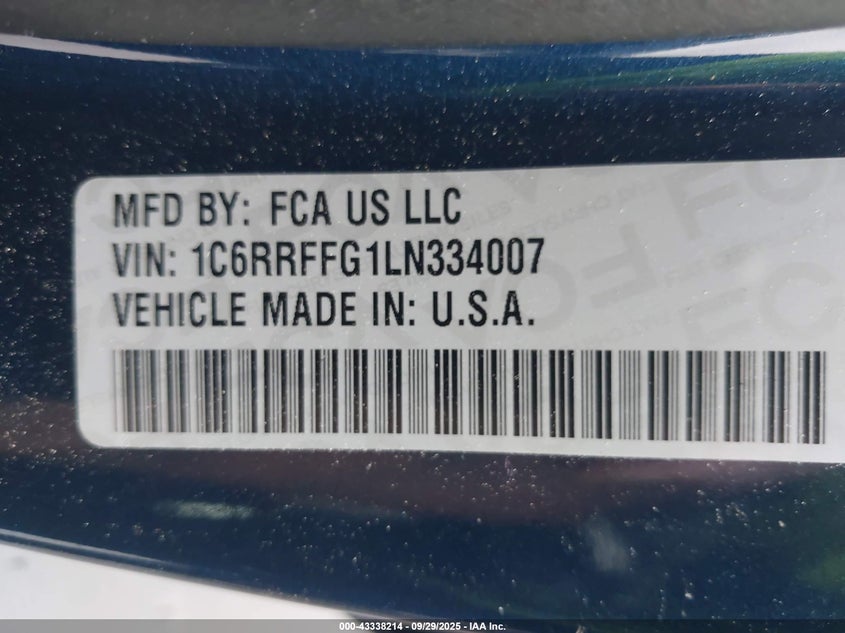 MFD BY: FCA US LLC
VIN: 1C6RRFFG1LN334007
VEHICLE MADE IN: U.S.A.
000-43338214 - 09/29/2025 - IAA Inc.